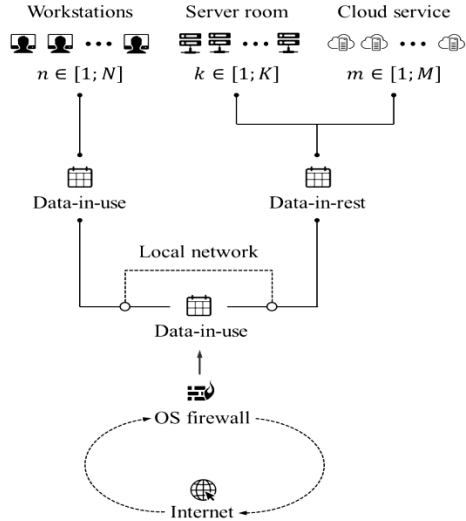 Workstations Server room Cloud service
n ∈ [1; N] k ∈ [1; K] m ∈ [1; M]
Data-in-use Data-in-rest
Local network
Data-in-use
OS firewall
Internet